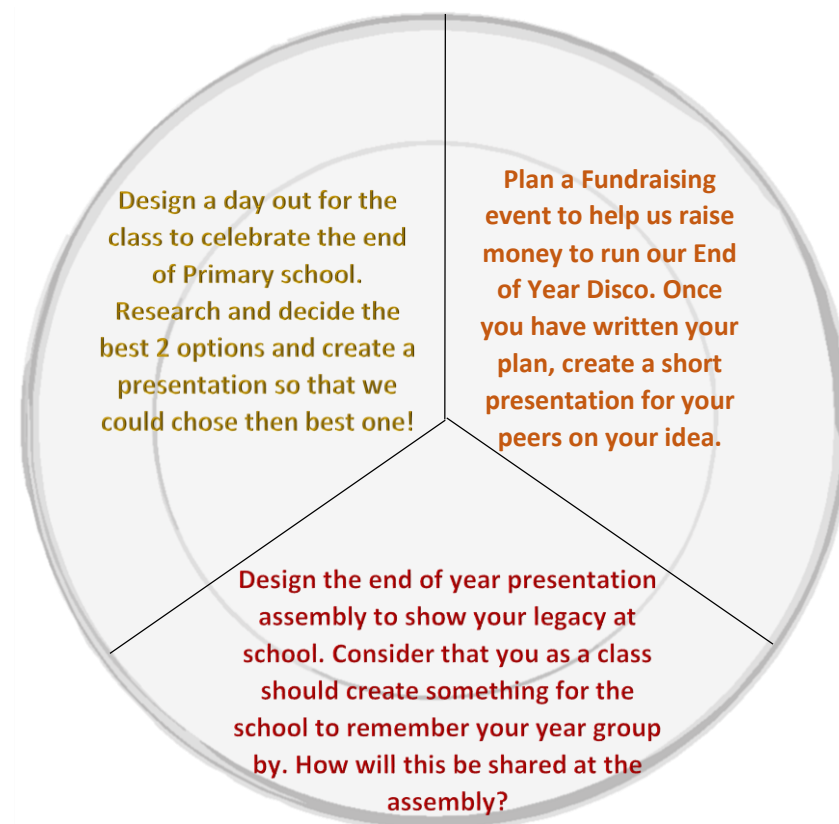 Design a day out for the
class to celebrate the end
of Primary school.
Research and decide the
best 2 options and create a
presentation so that we
could chose then best one!
Plan a Fundraising
event to help us raise
money to run our End
of Year Disco. Once
you have written your
plan, create a short
presentation for your
peers on your idea.
Design the end of year presentation
assembly to show your legacy at
school. Consider that you as a class
should create something for the
school to remember your year group
by. How will this be shared at the
assembly?